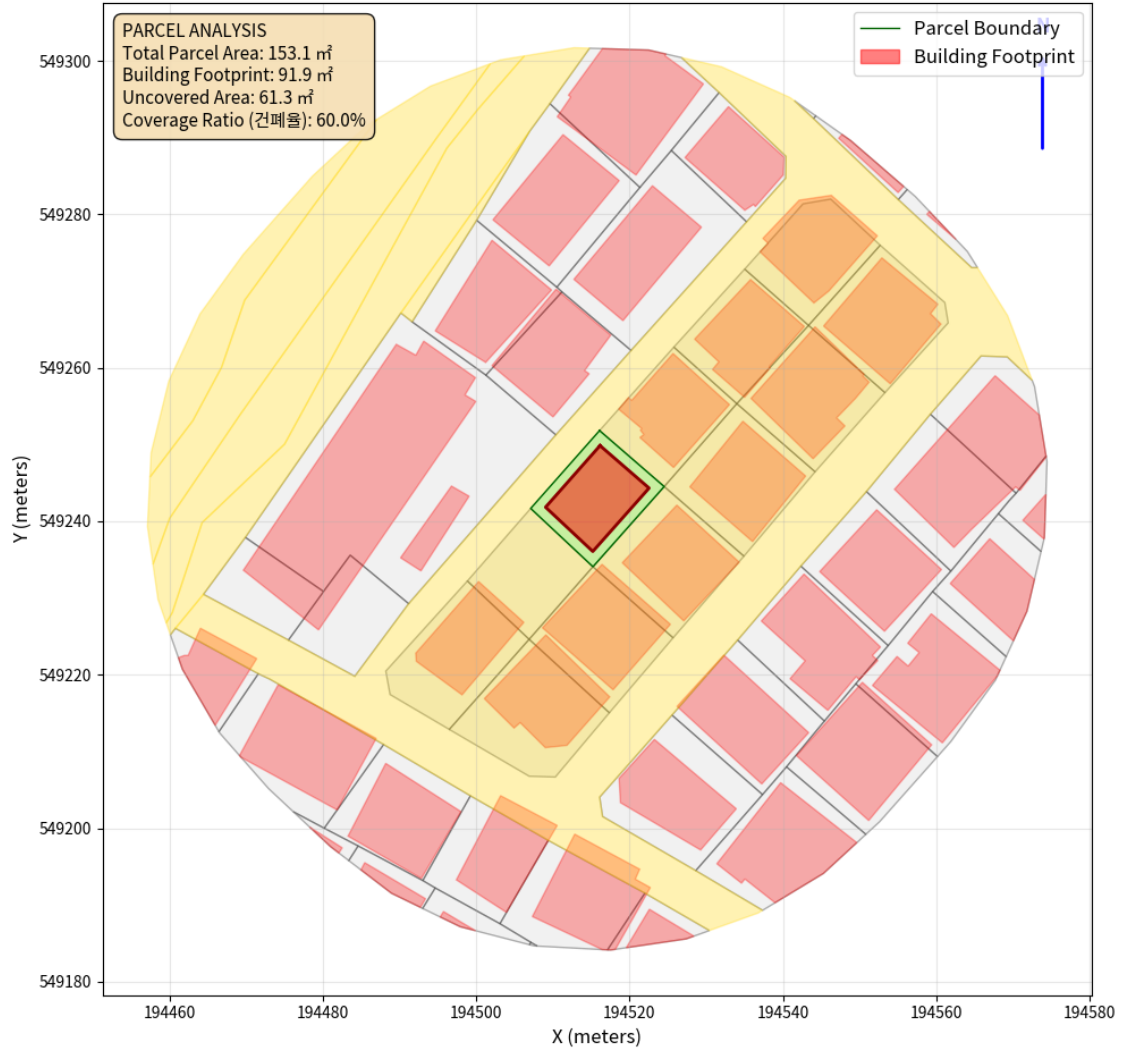 PARCEL ANALYSIS
Total Parcel Area: 153.1 ㎡
Building Footprint: 91.9 ㎡
Uncovered Area: 61.3 ㎡
Coverage Ratio (건폐율): 60.0%
Parcel Boundary
Building Footprint
N
549300
549280
549260
549240
549220
549200
549180
Y (meters)
194460 194480 194500 194520 194540 194560 194580
X (meters)